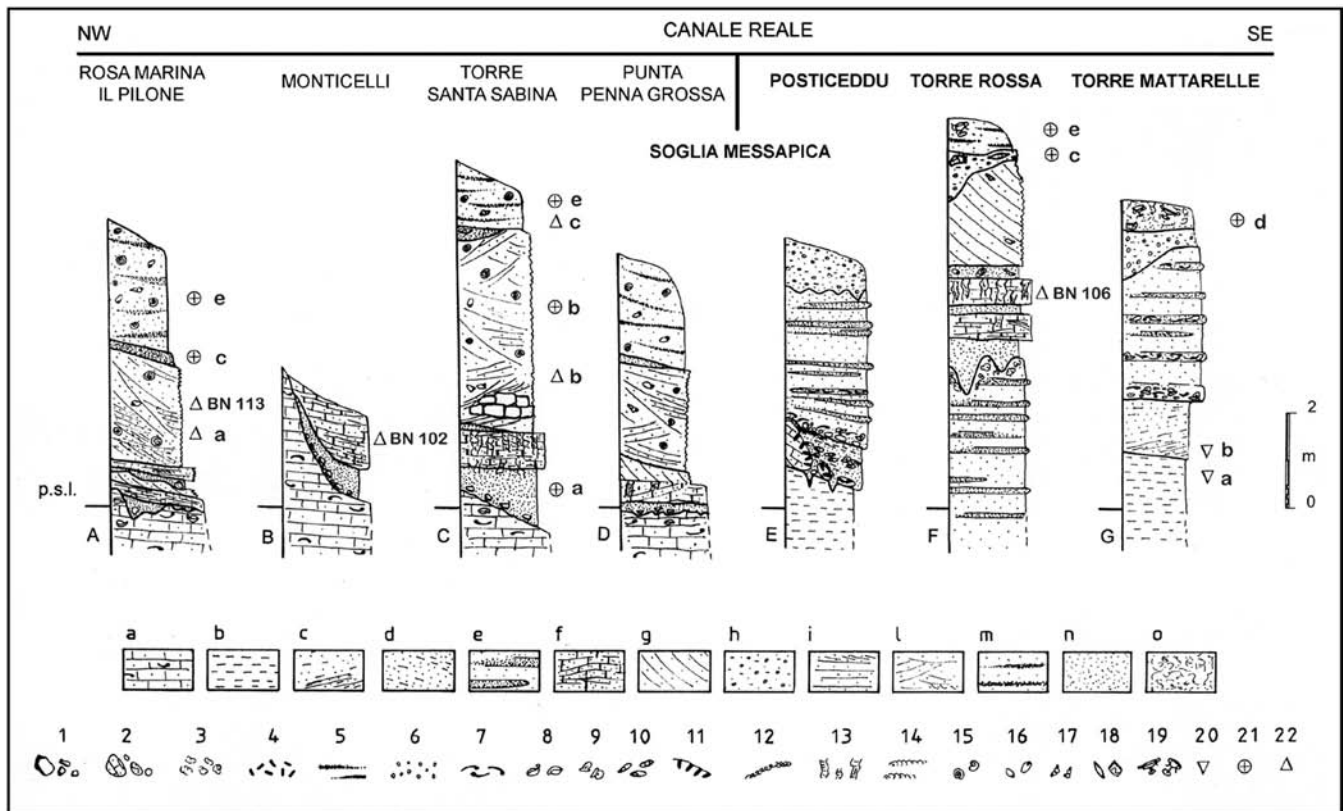 NW CANALE REALE SE
ROSA MARINA
IL PILONE
MONTICELLI
TORRE
SANTA SABINA
PUNTA
PENNA GROSSA
POSTICEDDU
TORRE ROSSA
TORRE MATTARELLE
SOGLIA MESSAPICA
⊕ e
⊕ c
△ BN 113
△ a
p.s.l.
A
△ BN 102
B
⊕ e
△ c
⊕ b
△ b
⊕ a
C
D
E
⊕ e
⊕ c
△ BN 106
F
⊕ d
▽ b
▽ a
G
2
m
0
a b c d e f g h i l m n o
1 2 3 4 5 6 7 8 9 10 11 12 13 14 15 16 17 18 19 20 21 22
▽ ⊕ △